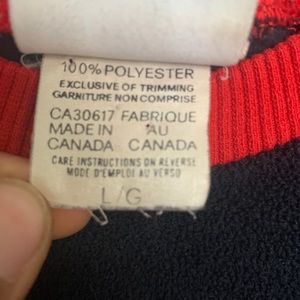 100% POLYESTER
EXCLUSIVE OF TRIMMING
GARNITURE NON COMPRISE
CA30617 FABRIQUE
MADE IN AU
CANADA CANADA
CARE INSTRUCTIONS ON REVERSE
MODE D'EMPLOI AU VERSO
L/G